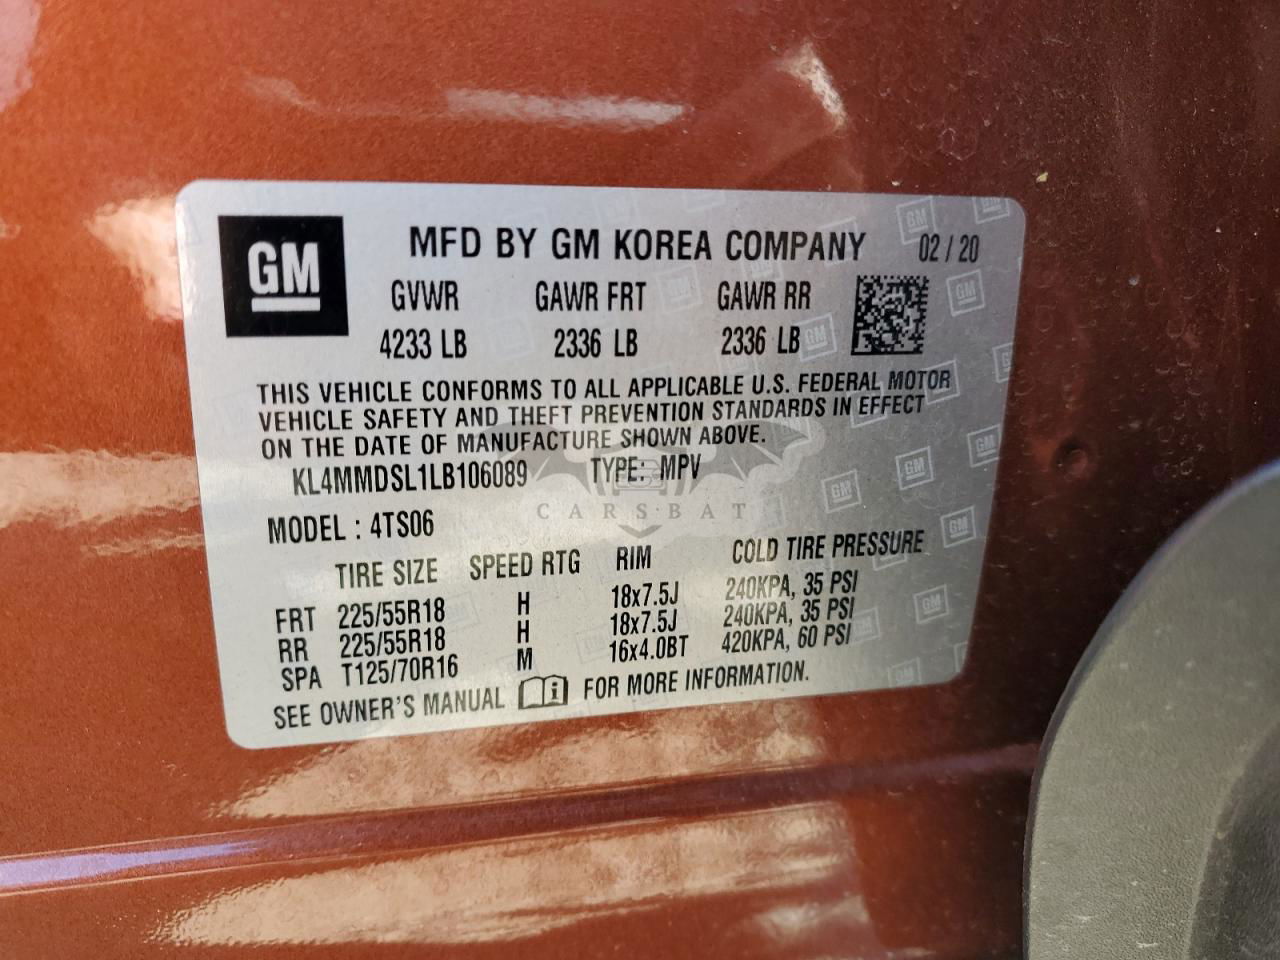 GM
MFD BY GM KOREA COMPANY 02 / 20
GVWR GAWR FRT GAWR RR
4233 LB 2336 LB 2336 LB
THIS VEHICLE CONFORMS TO ALL APPLICABLE U.S. FEDERAL MOTOR
VEHICLE SAFETY AND THEFT PREVENTION STANDARDS IN EFFECT
ON THE DATE OF MANUFACTURE SHOWN ABOVE.
KL4MMDSL1LB106089 TYPE: MPV
CARSBAT
MODEL : 4TS06
TIRE SIZE SPEED RTG RIM COLD TIRE PRESSURE
FRT 225/55R18 H 18x7.5J 240KPA, 35 PSI
RR 225/55R18 H 18x7.5J 240KPA, 35 PSI
SPA T125/70R16 M 16x4.0BT 420KPA, 60 PSI
SEE OWNER'S MANUAL i FOR MORE INFORMATION.